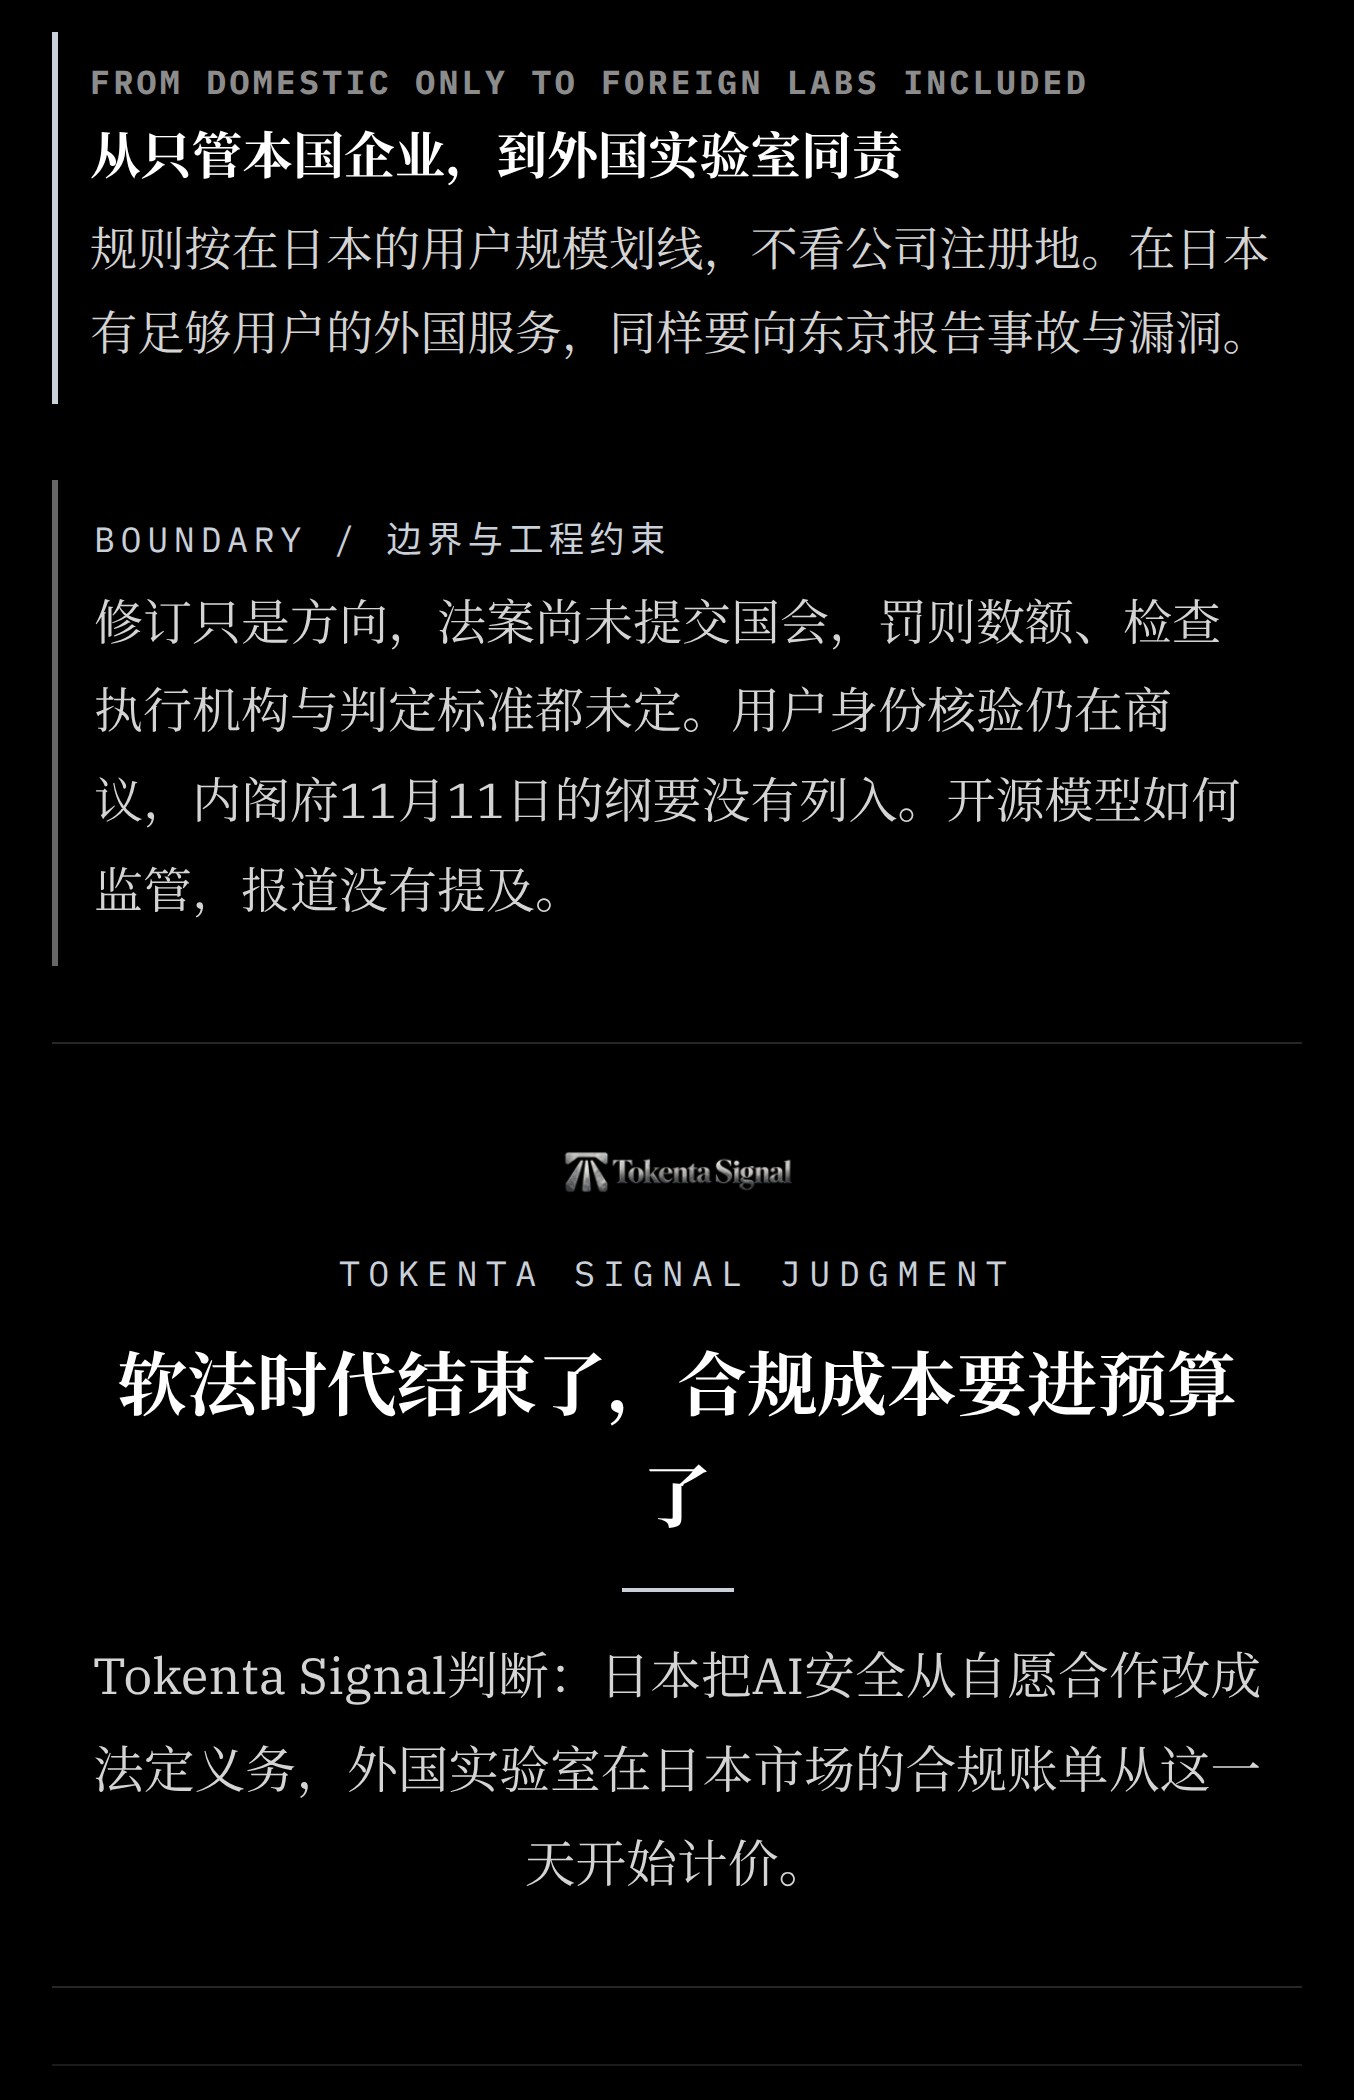 FROM DOMESTIC ONLY TO FOREIGN LABS INCLUDED
从只管本国企业，到外国实验室同责
规则按在日本的用户规模划线，不看公司注册地。在日本
有足够用户的外国服务，同样要向东京报告事故与漏洞。
BOUNDARY / 边界与工程约束
修订只是方向，法案尚未提交国会，罚则数额、检查
执行机构与判定标准都未定。用户身份核验仍在商
议，内阁府11月11日的纲要没有列入。开源模型如何
监管，报道没有提及。
Tokenta Signal
TOKENTA SIGNAL JUDGMENT
软法时代结束了，合规成本要进预算
了
Tokenta Signal判断：日本把AI安全从自愿合作改成
法定义务，外国实验室在日本市场的合规账单从这一
天开始计价。